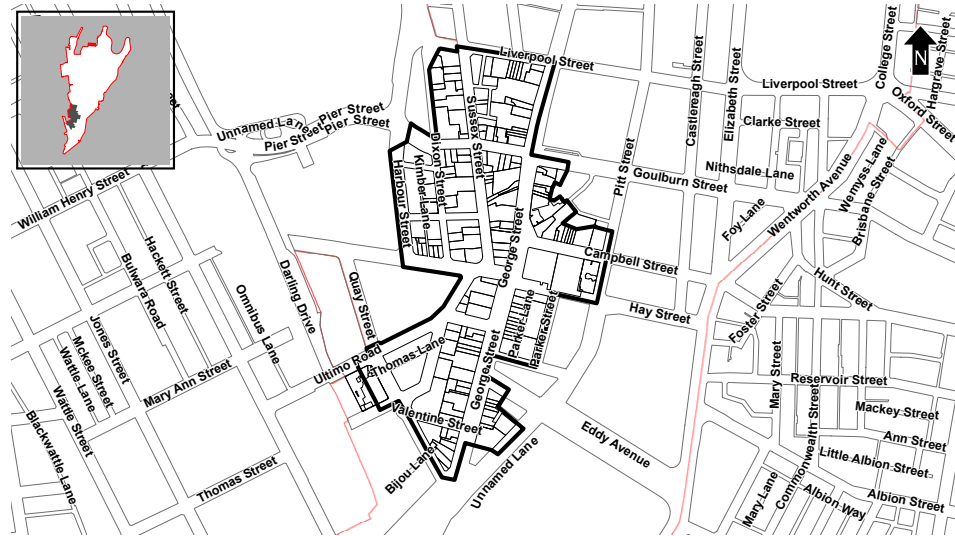 College Street
Hargrave Street
N
Liverpool Street
Castlereagh Street
Elizabeth Street
Liverpool Street
Oxford Street
Pier Street
Unnamed Lane
Pier Street
Pier Street
Sussex Street
Clarke Street
Dixon Street
Pitt Street
Nithsdale Lane
Wentworth Avenue
Wemyss Lane
Brisbane Street
Harbour Street
Kimber Lane
Goulburn Street
William Henry Street
Foy Lane
George Street
Campbell Street
Hackett Street
Bulwara Road
Darling Drive
Quay Street
Omnibus Lane
Hunt Street
Hay Street
Foster Street
Parker Lane
Parker Street
Jones Street
Mckee Street
Wattle Lane
Wattle Street
Mary Ann Street
Ultimo Road
Thomas Lane
George Street
Mary Street
Reservoir Street
Mackey Street
Commonwealth Street
Valentine Street
Blackwattle Lane
Eddy Avenue
Ann Street
Little Albion Street
Thomas Street
Bijou Lane
Unnamed Lane
Mary Lane
Albion Way
Albion Street